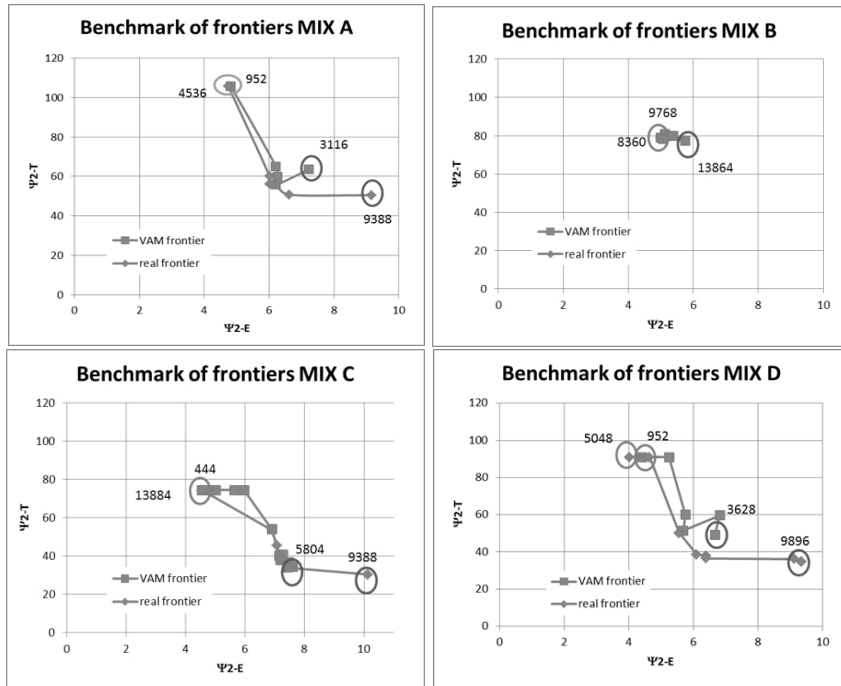 Benchmark of frontiers MIX A
Ψ2-T
120
100
80
60
40
20
0
4536
952
3116
9388
VAM frontier
real frontier
0 2 4 6 8 10
Ψ2-E
Benchmark of frontiers MIX B
Ψ2-T
120
100
80
60
40
20
0
9768
8360
13864
VAM frontier
real frontier
0 2 4 6 8 10
Ψ2-E
Benchmark of frontiers MIX C
Ψ2-T
120
100
80
60
40
20
0
444
13884
5804
9388
VAM frontier
real frontier
0 2 4 6 8 10
Ψ2-E
Benchmark of frontiers MIX D
Ψ2-T
120
100
80
60
40
20
0
5048
952
3628
9896
VAM frontier
real frontier
0 2 4 6 8 10
Ψ2-E